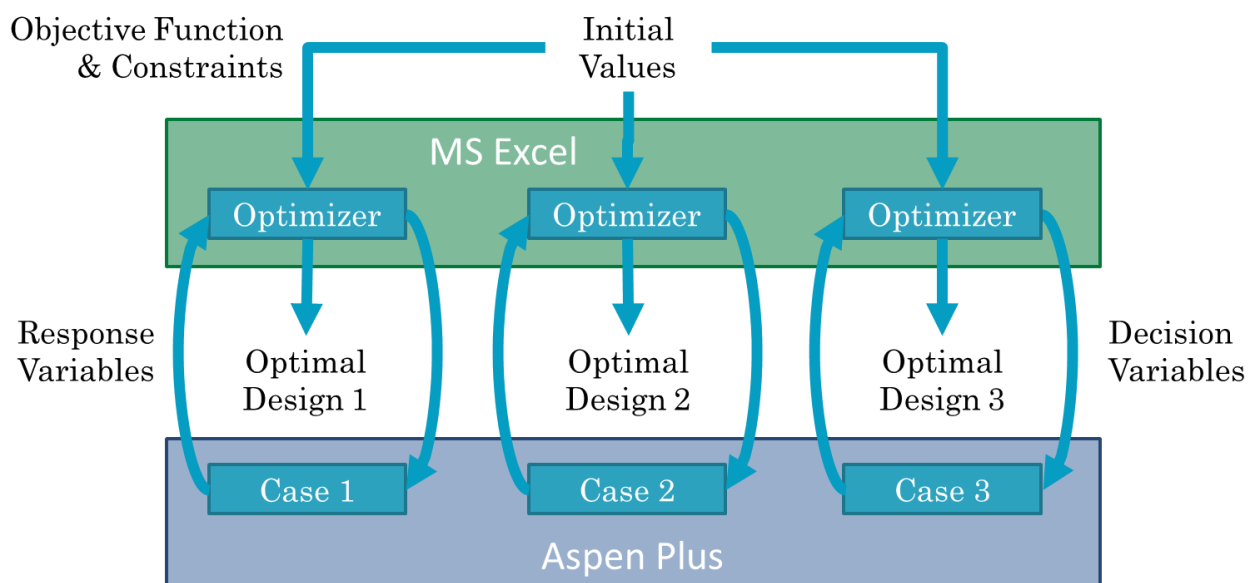 Objective Function
& Constraints
Initial
Values
MS Excel
Optimizer
Optimizer
Optimizer
Response
Variables
Optimal
Design 1
Optimal
Design 2
Optimal
Design 3
Decision
Variables
Case 1
Case 2
Case 3
Aspen Plus